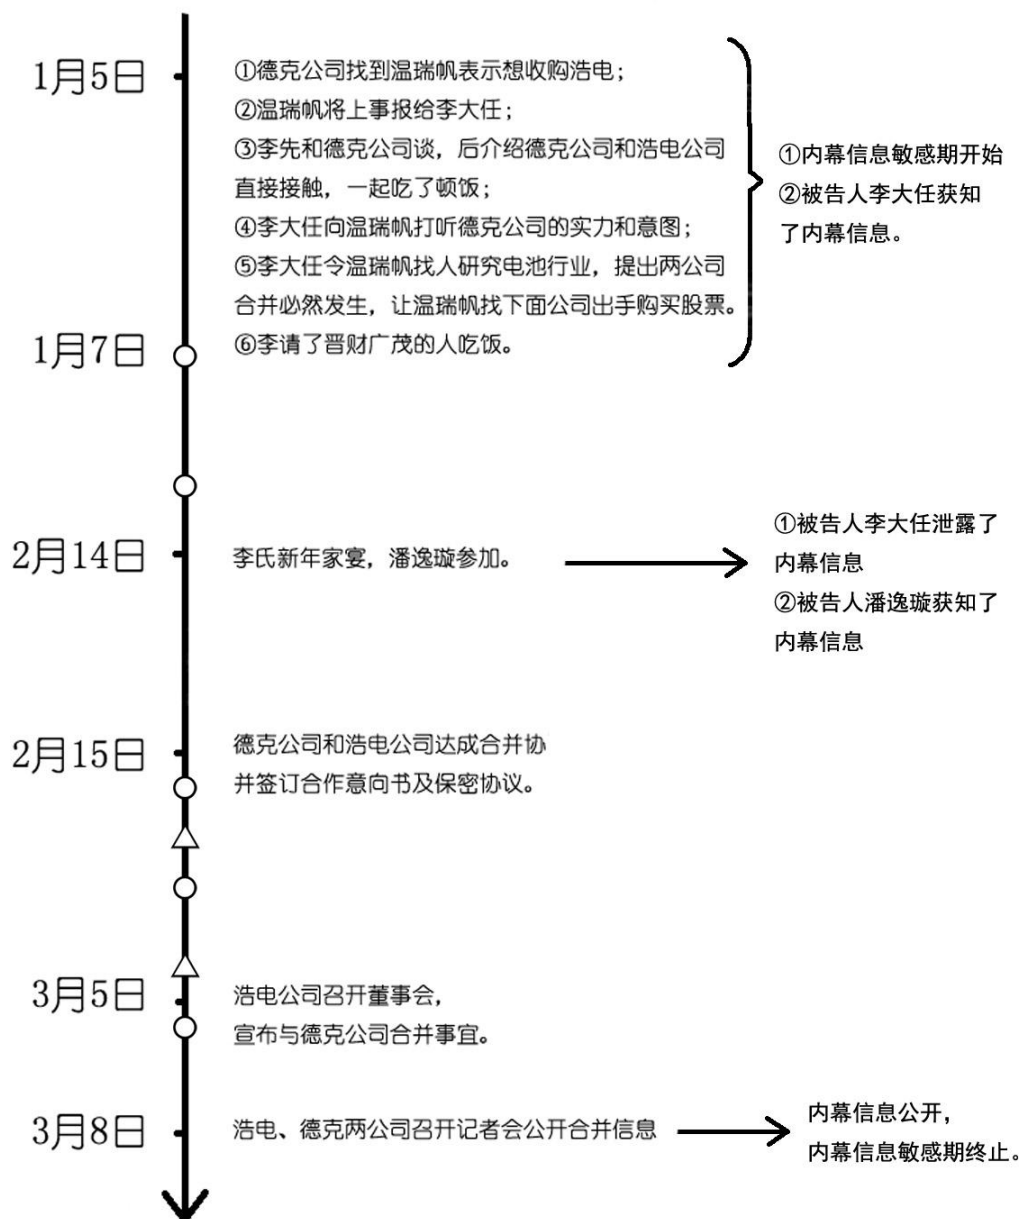 1月5日
①德克公司找到温瑞帆表示想收购浩电；
②温瑞帆将上事报给李大任；
③李先和德克公司谈，后介绍德克公司和浩电公司
直接接触，一起吃了顿饭；
④李大任向温瑞帆打听德克公司的实力和意图；
⑤李大任令温瑞帆找人研究电池行业，提出两公司
合并必然发生，让温瑞帆找下面公司出手购买股票。
1月7日
⑥李请了晋财广茂的人吃饭。
①内幕信息敏感期开始
②被告人李大任获知
了内幕信息。
2月14日
李氏新年家宴，潘逸璇参加。
①被告人李大任泄露了
内幕信息
②被告人潘逸璇获知了
内幕信息
2月15日
德克公司和浩电公司达成合并协
并签订合作意向书及保密协议。
3月5日
浩电公司召开董事会，
宣布与德克公司合并事宜。
3月8日
浩电、德克两公司召开记者会公开合并信息
内幕信息公开，
内幕信息敏感期终止。